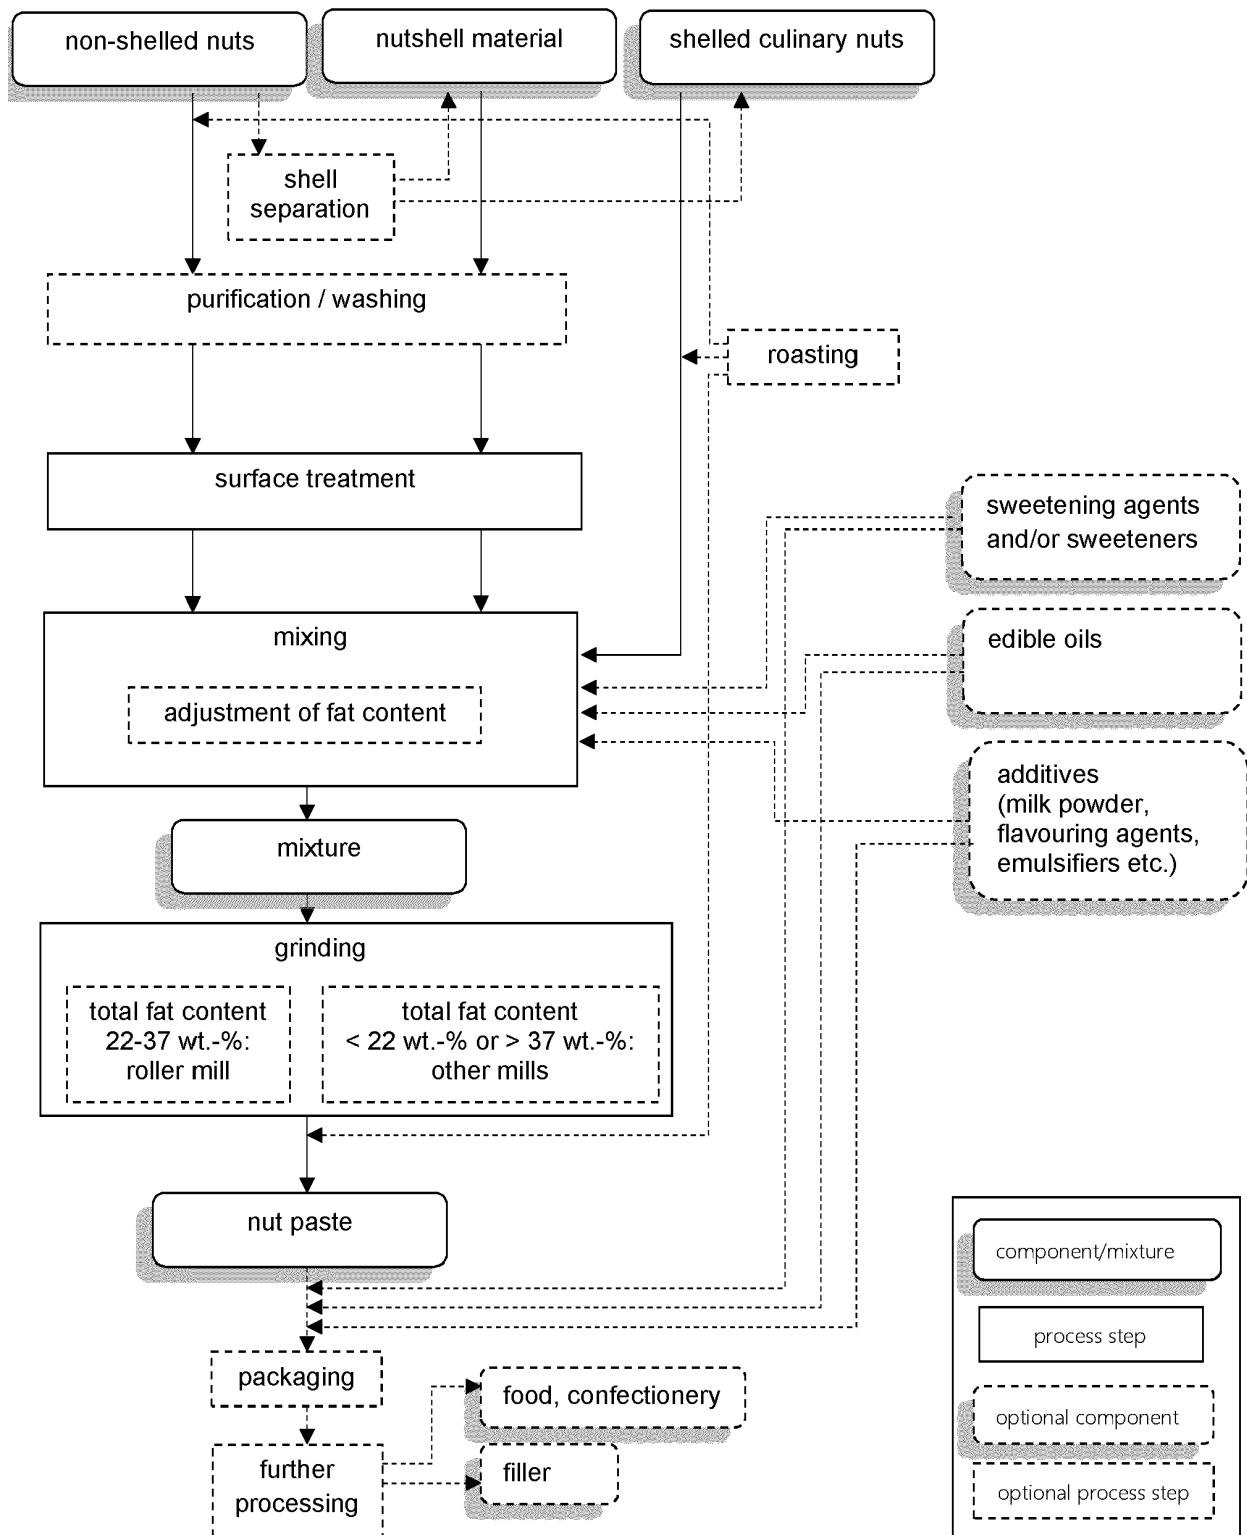 non-shelled nuts
nutshell material
shelled culinary nuts
shell
separation
purification / washing
roasting
surface treatment
sweetening agents
and/or sweeteners
mixing
edible oils
adjustment of fat content
additives
(milk powder,
flavouring agents,
emulsifiers etc.)
mixture
grinding
total fat content
22-37 wt.-%:
roller mill
total fat content
< 22 wt.-% or > 37 wt.-%:
other mills
nut paste
packaging
food, confectionery
further
processing
filler
component/mixture
process step
optional component
optional process step